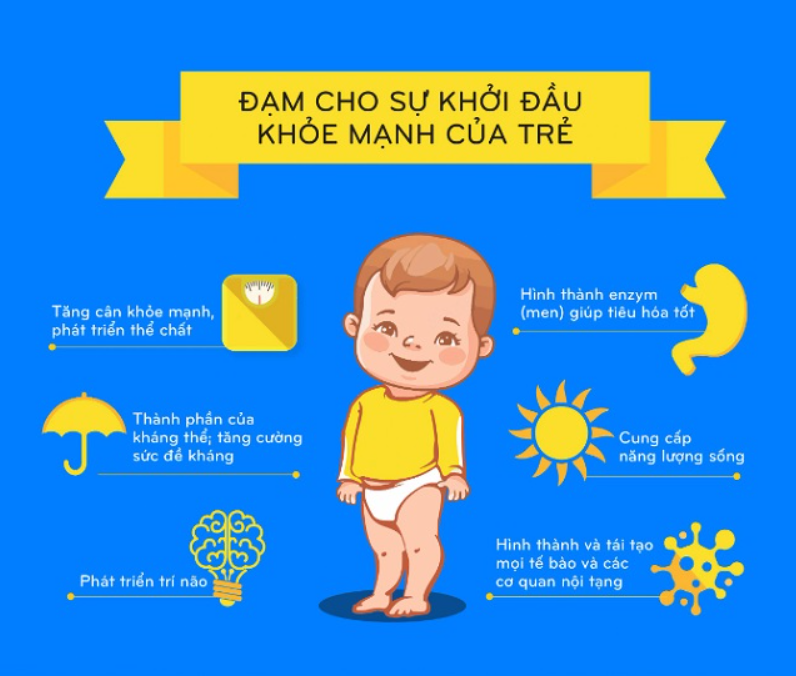 ĐẠM CHO SỰ KHỞI ĐẦU
KHỎE MẠNH CỦA TRẺ
Tăng cân khỏe mạnh,
phát triển thể chất
Thành phần của
kháng thể; tăng cường
sức đề kháng
Phát triển trí não
Hình thành enzym
(men) giúp tiêu hóa tốt
Cung cấp
năng lượng sống
Hình thành và tái tạo
mọi tế bào và các
cơ quan nội tạng